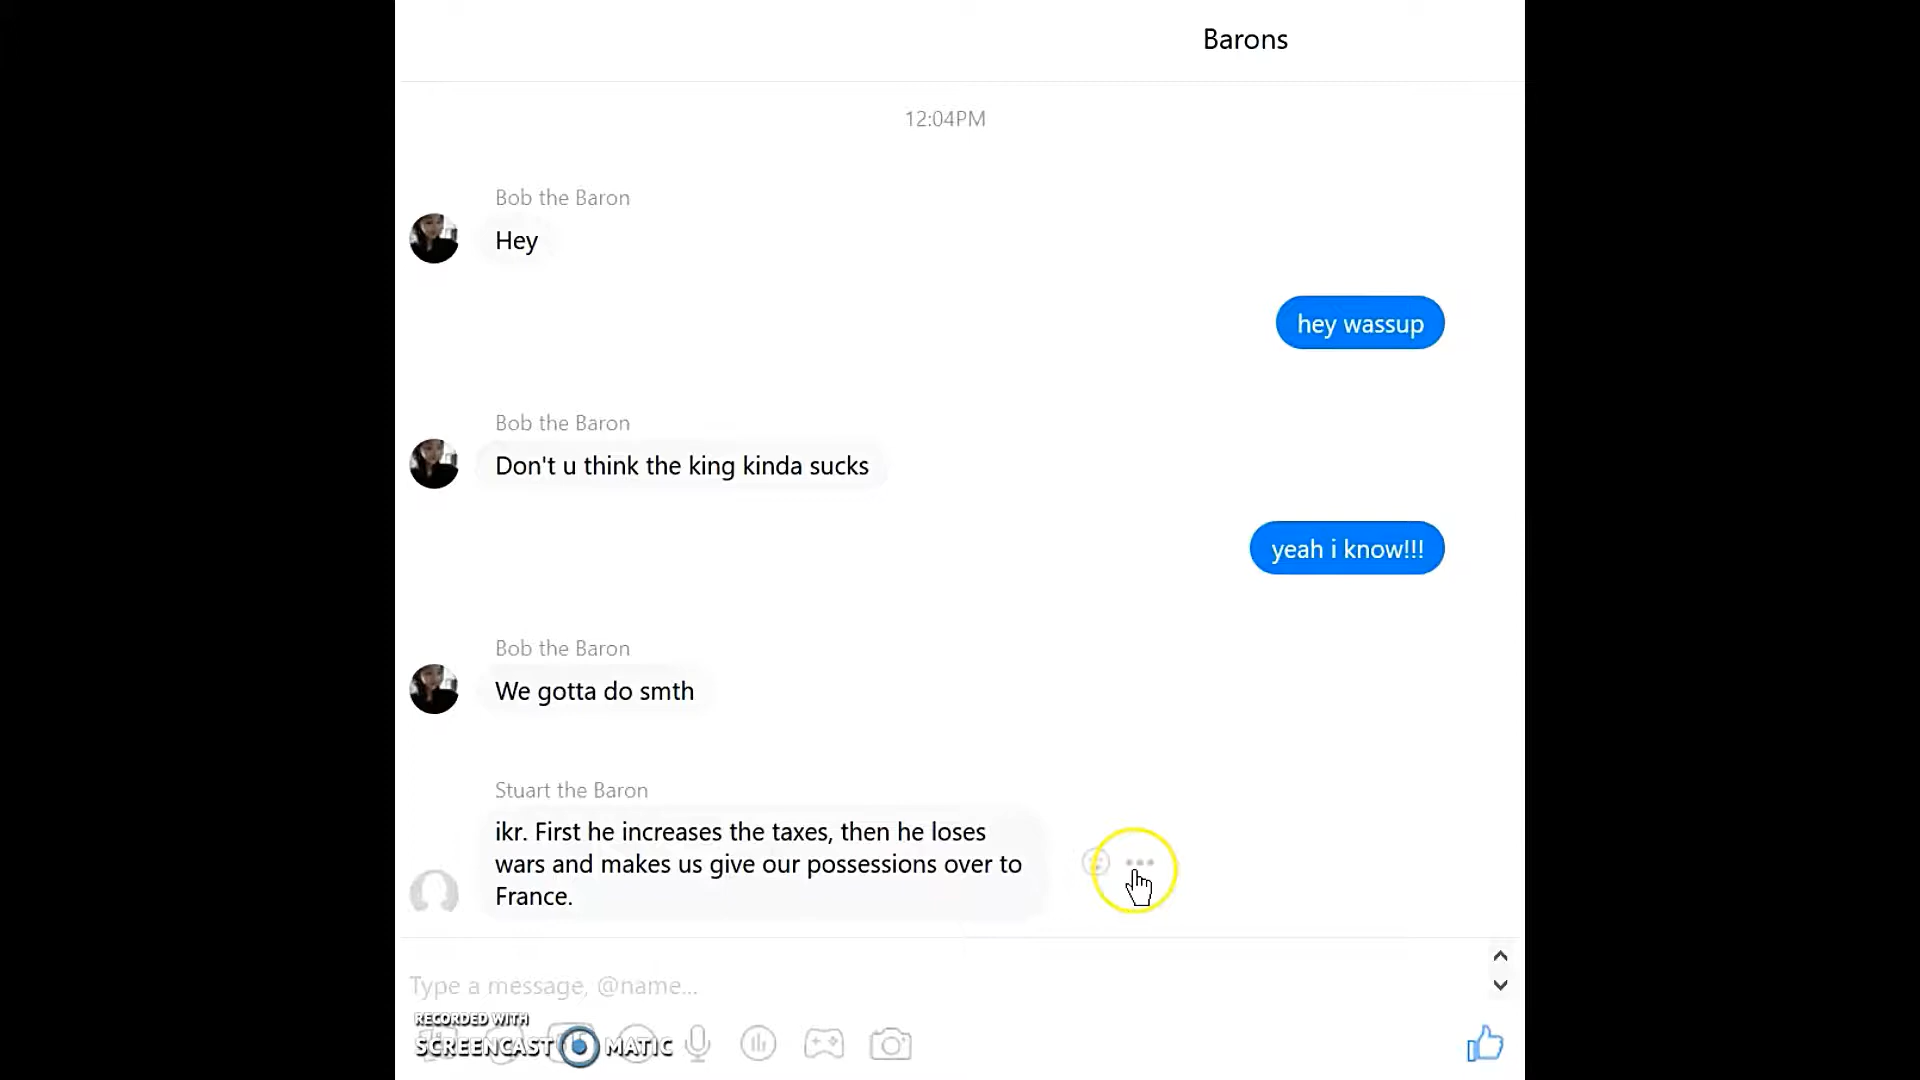 Barons
12:04PM
Bob the Baron
Hey
hey wassup
Bob the Baron
Don't u think the king kinda sucks
yeah i know!!!
Bob the Baron
We gotta do smth
Stuart the Baron
ikr. First he increases the taxes, then he loses
wars and makes us give our possessions over to
France.
Type a message, @name...
RECORDED WITH
SCREENCAST MATIC